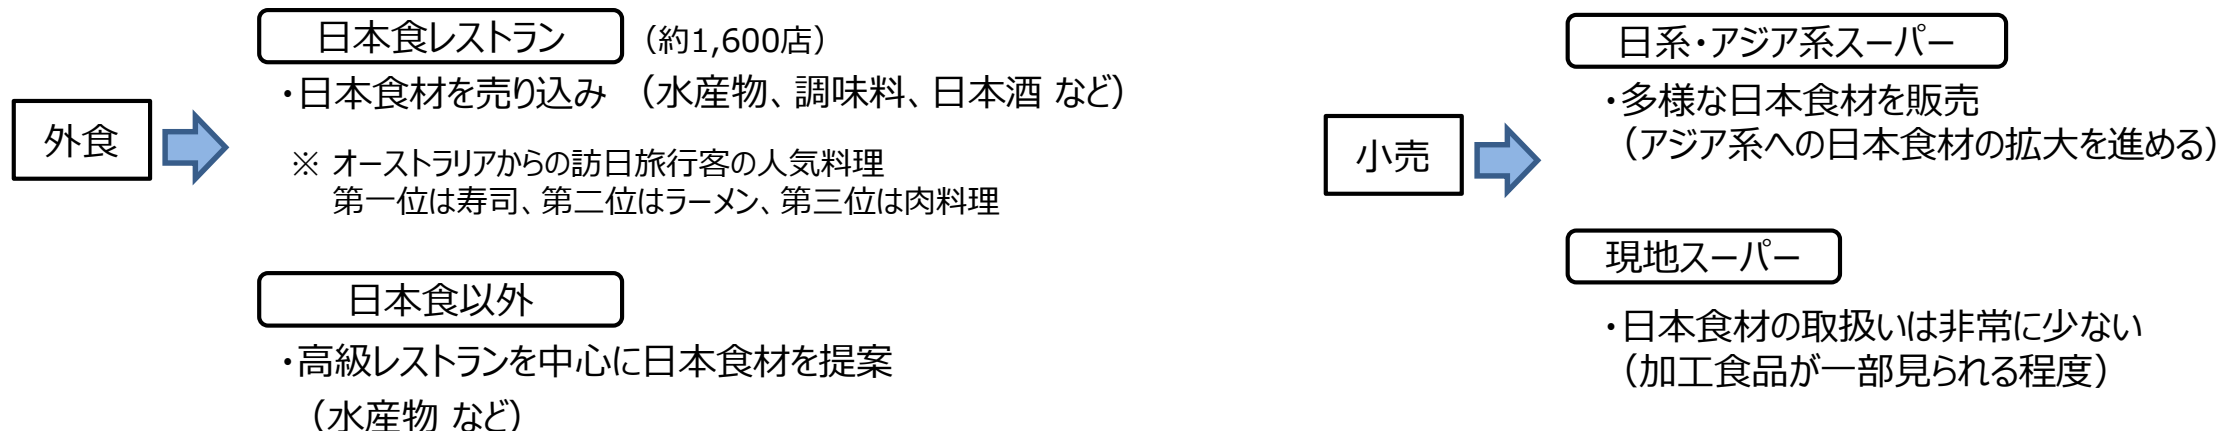 外食
日本食レストラン （約1,600店）
・日本食材を売り込み （水産物、調味料、日本酒 など）
※ オーストラリアからの訪日旅行客の人気料理
第一位は寿司、第二位はラーメン、第三位は肉料理
日本食以外
・高級レストランを中心に日本食材を提案
（水産物 など）
小売
日系・アジア系スーパー
・多様な日本食材を販売
（アジア系への日本食材の拡大を進める）
現地スーパー
・日本食材の取扱いは非常に少ない
（加工食品が一部見られる程度）